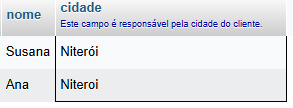 nome cidade
Este campo é responsável pela cidade do cliente.
Susana Niterói
Ana Niteroi